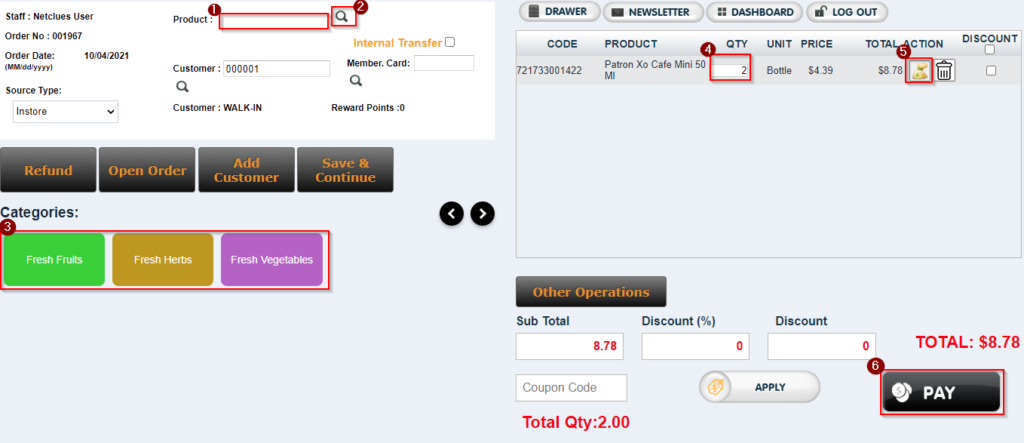 Staff : Netclues User
Order No : 001967
Order Date: 10/04/2021
(MM/dd/yyyy)
Source Type:
Instore
1
2
Product :
Internal Transfer
Customer : 000001
Member. Card:
Customer : WALK-IN
Reward Points :0
Refund
Open Order
Add Customer
Save & Continue
Categories:
3
Fresh Fruits
Fresh Herbs
Fresh Vegetables
DRAWER
NEWSLETTER
DASHBOARD
LOG OUT
CODE PRODUCT QTY UNIT PRICE TOTAL ACTION DISCOUNT
4
5
721733001422 Patron Xo Cafe Mini 50 2 Bottle $4.39 $8.78
Ml
Other Operations
Sub Total Discount (%) Discount
8.78 0 0
TOTAL: $8.78
Coupon Code
APPLY
6
PAY
Total Qty:2.00